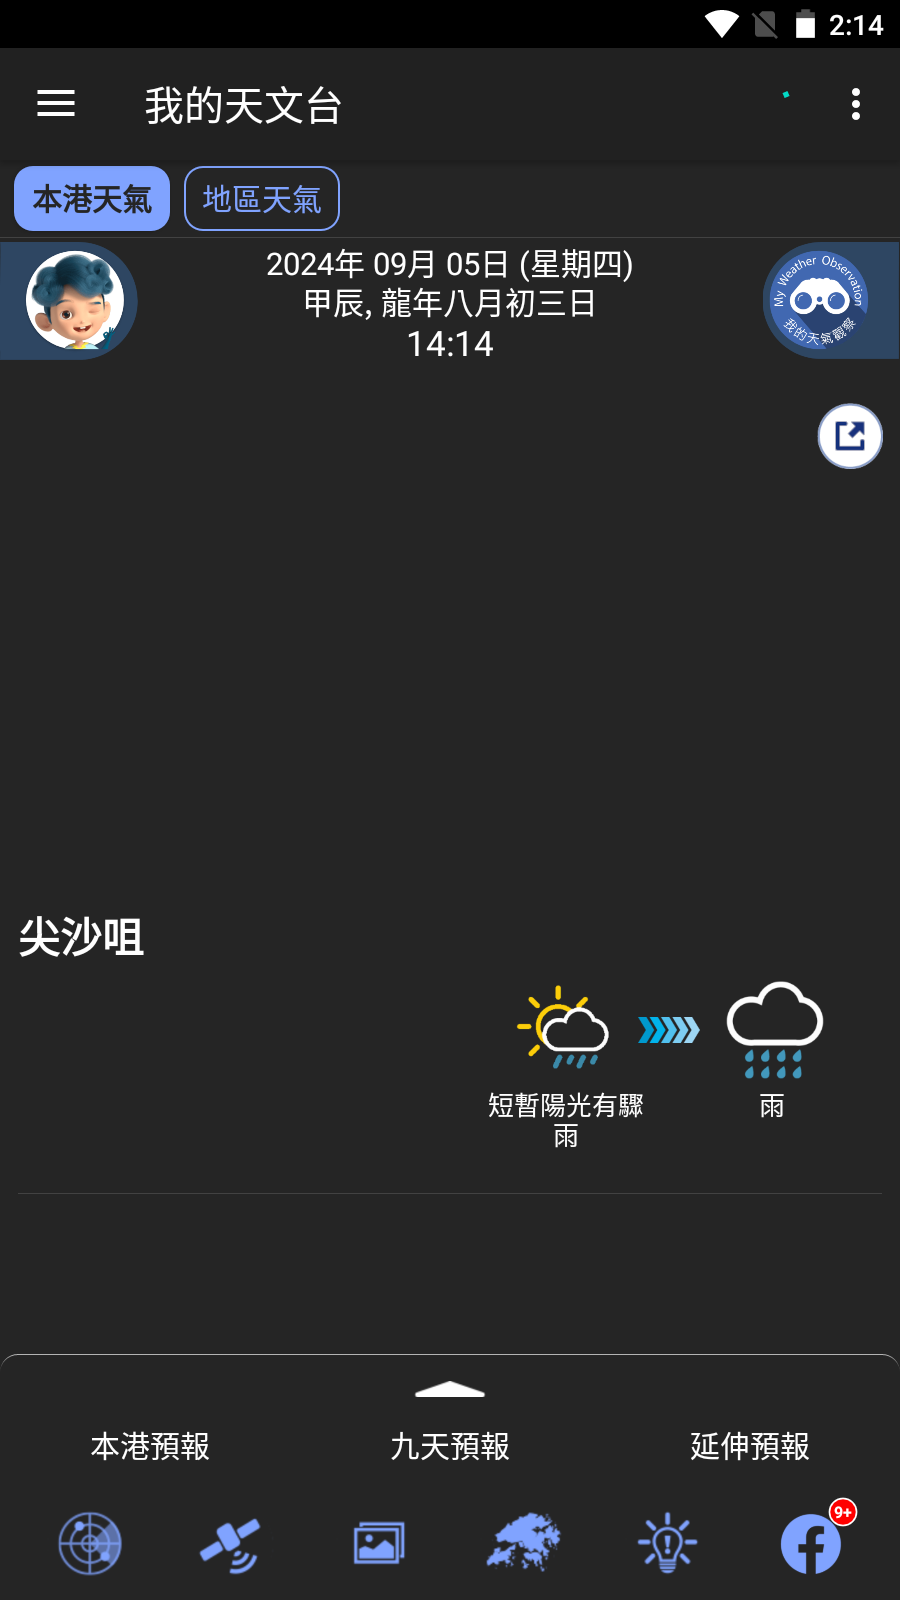 2:14
我的天文台
本港天氣
地區天氣
2024年 09月 05日 (星期四)
甲辰, 龍年八月初三日
14:14
My Weather Observation
我的天氣觀察
尖沙咀
短暫陽光有驟
雨
雨
本港預報
九天預報
延伸預報
9+